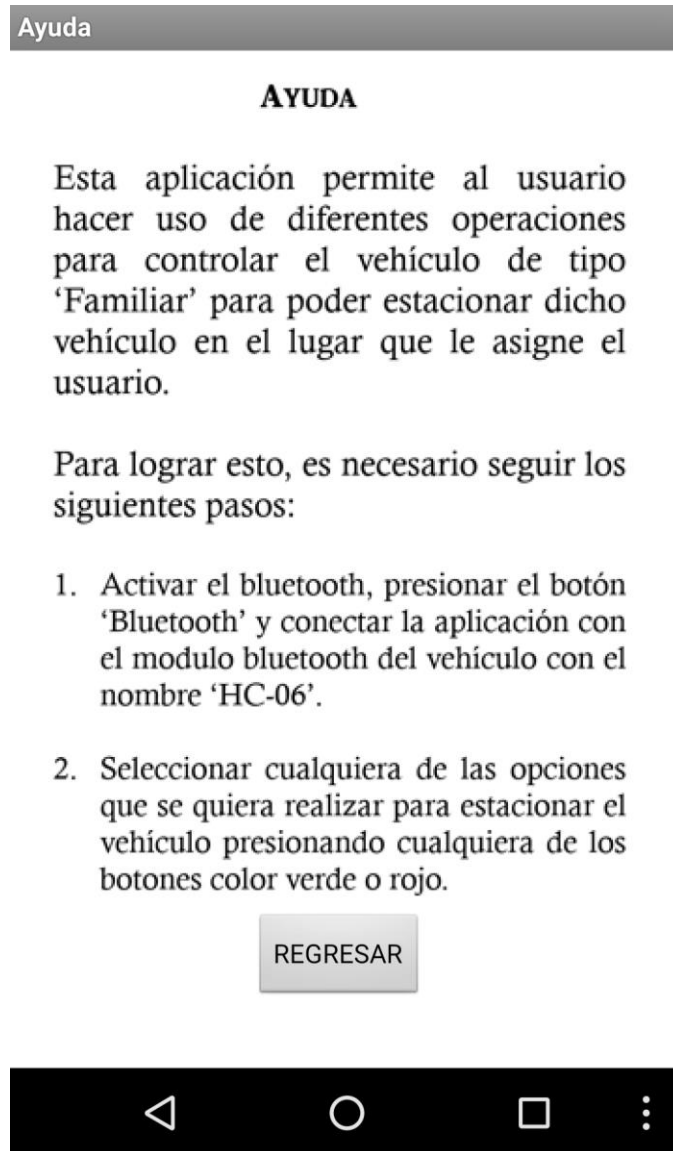 Ayuda
AYUDA
Esta aplicación permite al usuario
hacer uso de diferentes operaciones
para controlar el vehículo de tipo
‘Familiar’ para poder estacionar dicho
vehículo en el lugar que le asigne el
usuario.
Para lograr esto, es necesario seguir los
siguientes pasos:
1. Activar el bluetooth, presionar el botón
‘Bluetooth’ y conectar la aplicación con
el modulo bluetooth del vehículo con el
nombre ‘HC-06’.
2. Seleccionar cualquiera de las opciones
que se quiera realizar para estacionar el
vehículo presionando cualquiera de los
botones color verde o rojo.
REGRESAR